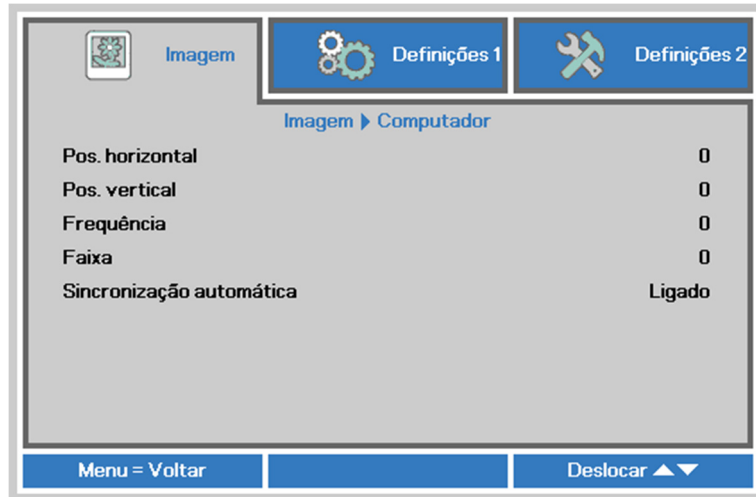 Imagem Definições 1 Definições 2
Imagem ▶ Computador
Pos. horizontal 0
Pos. vertical 0
Frequência 0
Faixa 0
Sincronização automática Ligado
Menu = Voltar Deslocar ▲▼